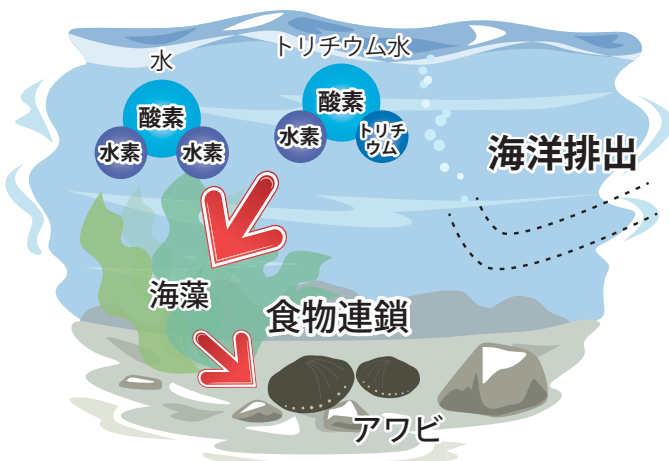 水
トリチウム水
酸素
水素
水素
酸素
水素
トリチ
ウム
海洋排出
海藻
食物連鎖
アワビ